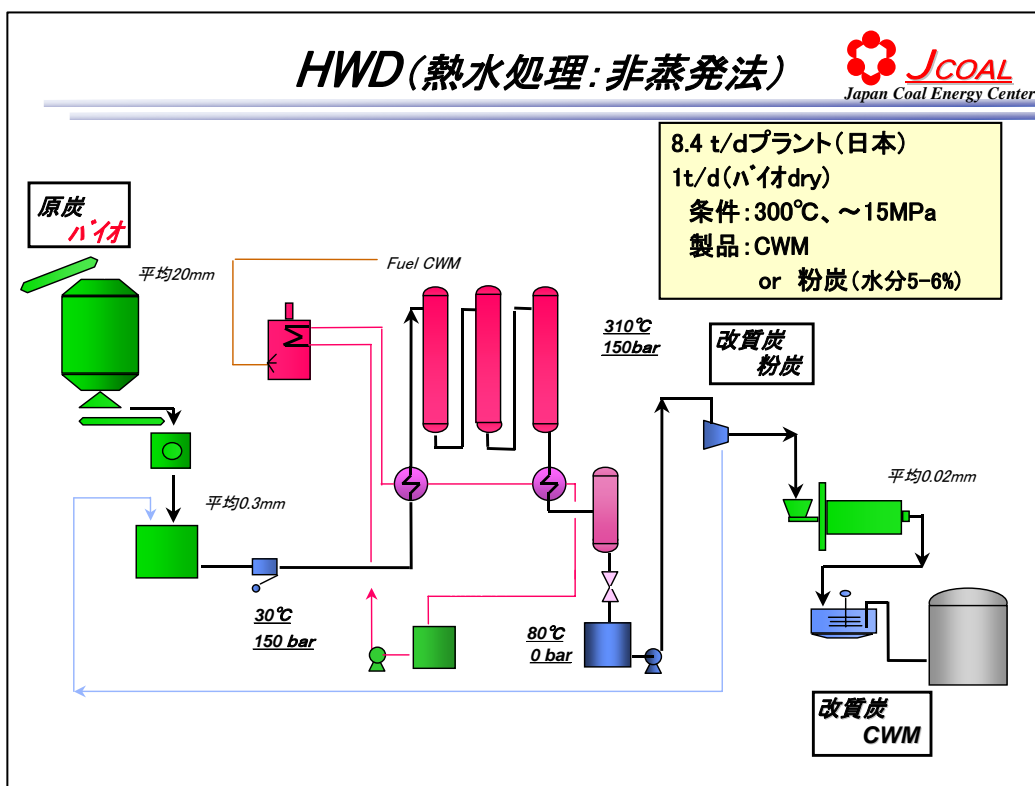 HWD(熱水処理:非蒸発法)
JCOAL
Japan Coal Energy Center
8.4 t/dプラント(日本)
1t/d(バイオdry)
条件:300℃、～15MPa
製品:CWM
or 粉炭(水分5-6%)
原炭
バイオ
平均20mm
Fuel CWM
310℃
150bar
改質炭
粉炭
平均0.3mm
平均0.02mm
30℃
150 bar
80℃
0 bar
改質炭
CWM